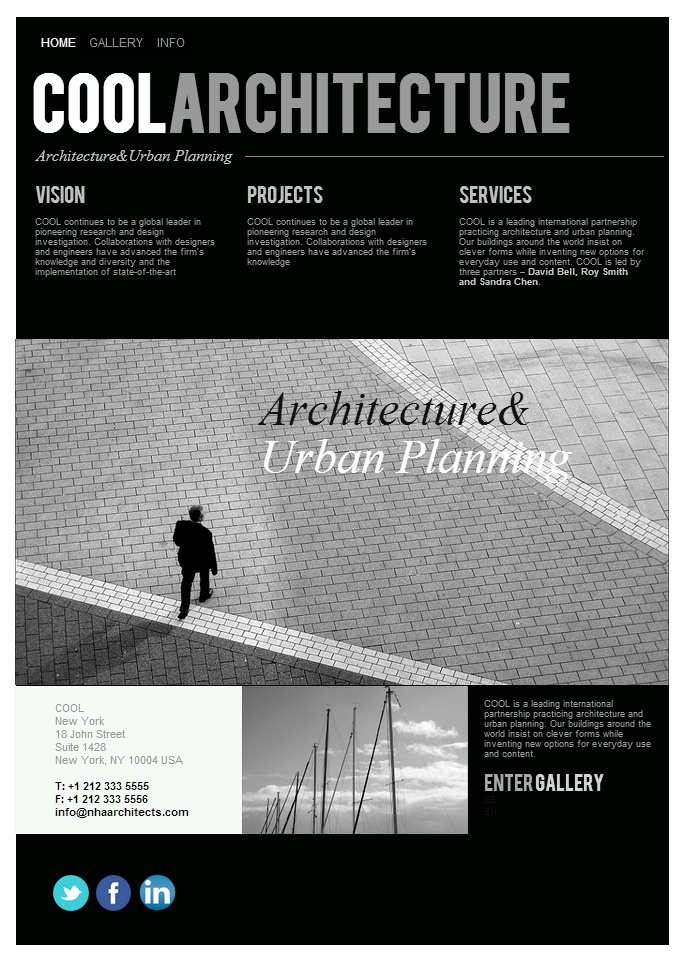 HOME GALLERY INFO
COOLARCHITECTURE
Architecture&Urban Planning
VISION
COOL continues to be a global leader in
pioneering research and design
investigation. Collaborations with designers
and engineers have advanced the firm's
knowledge and diversity and the
implementation of state-of-the-art
PROJECTS
COOL continues to be a global leader in
pioneering research and design
investigation. Collaborations with designers
and engineers have advanced the firm's
knowledge
SERVICES
COOL is a leading international partnership
practicing architecture and urban planning.
Our buildings around the world insist on
clever forms while inventing new options for
everyday use and content. COOL is led by
three partners – David Bell, Roy Smith
and Sandra Chen.
Architecture&
Urban Planning
COOL
New York
18 John Street
Suite 1428
New York, NY 10004 USA
T: +1 212 333 5555
F: +1 212 333 5556
info@nhaarchitects.com
COOL is a leading international
partnership practicing architecture and
urban planning. Our buildings around the
world insist on clever forms while
inventing new options for everyday use
and content.
ENTER GALLERY
f
in